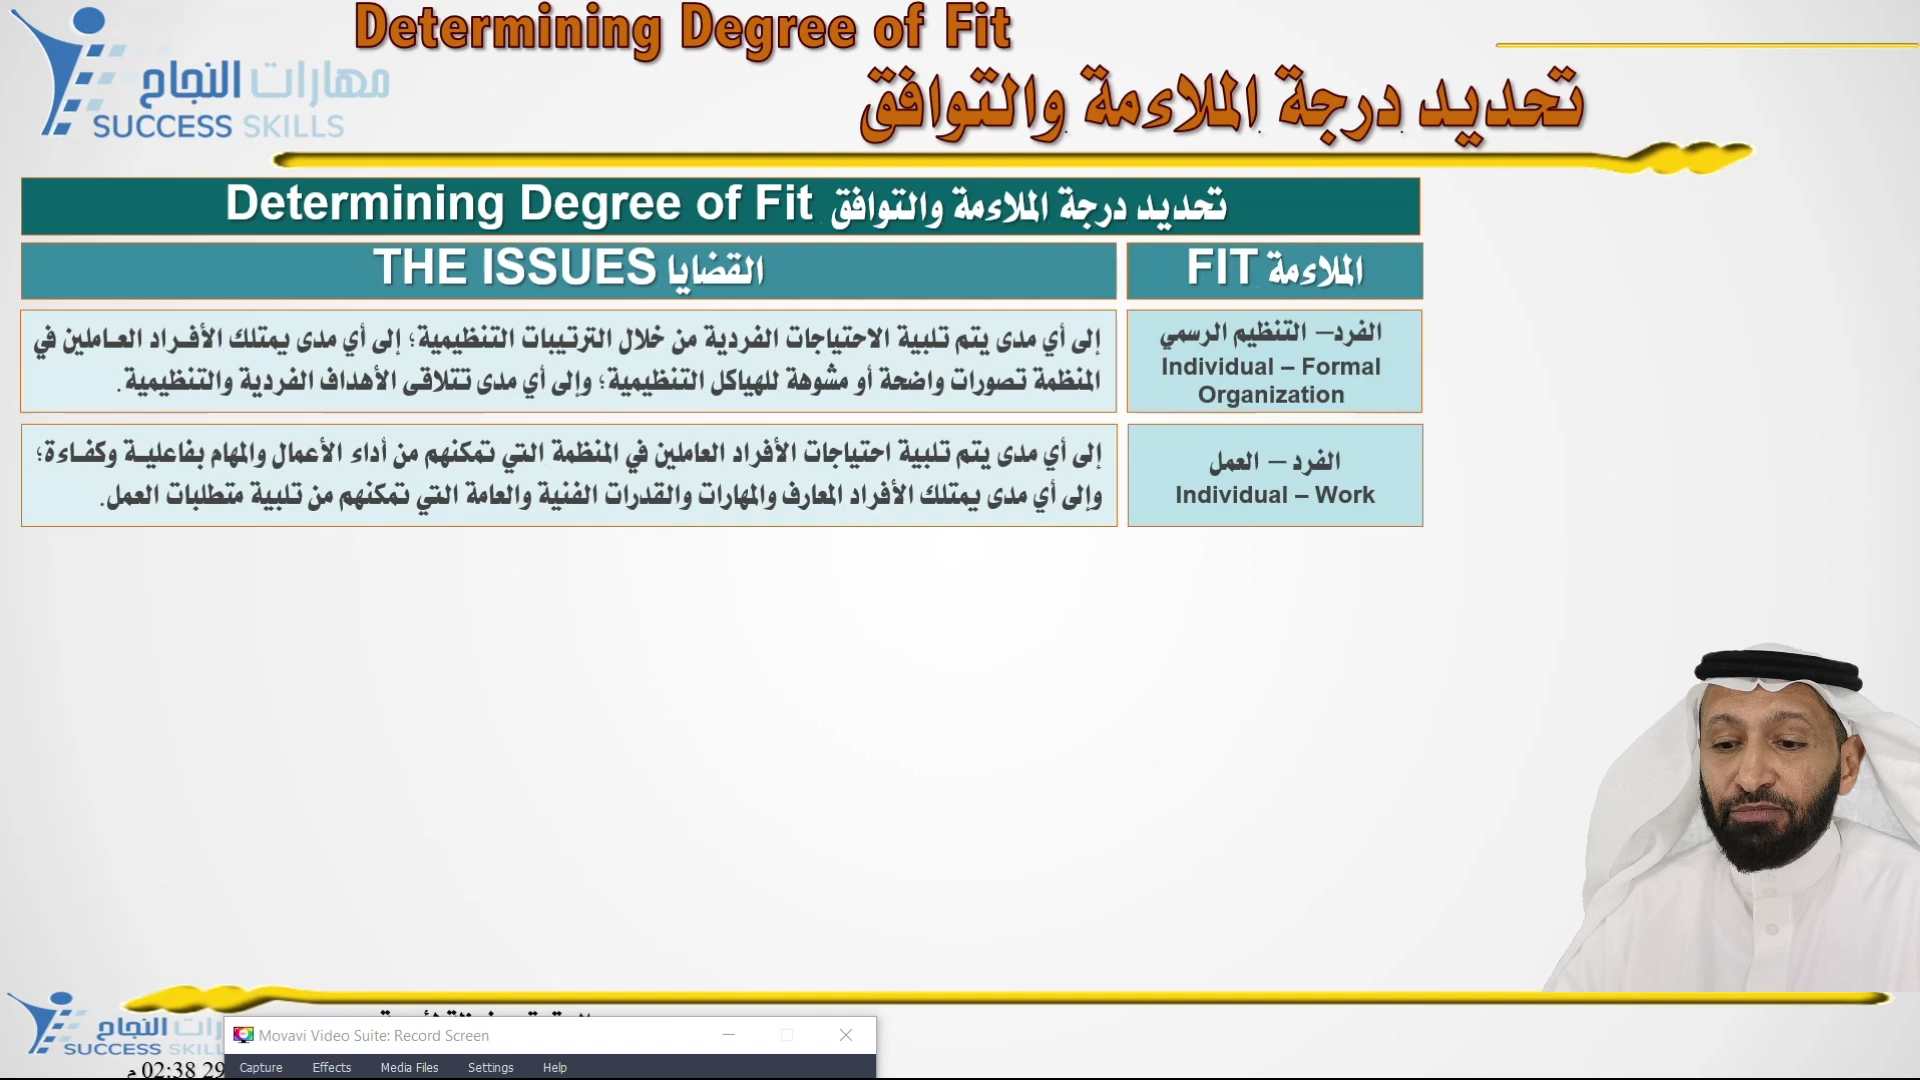 Determining Degree of Fit
تحديد درجة الملاءمة والتوافق
مهارات النجاح
SUCCESS SKILLS
تحديد درجة الملاءمة والتوافق Determining Degree of Fit
الملاءمة FIT
القضايا THE ISSUES
الفرد– التنظيم الرسمي
Individual – Formal
Organization
إلى أي مدى يتم تلبية الاحتياجات الفردية من خلال الترتيبات التنظيمية؛ إلى أي مدى يمتلك الأفراد العاملين في
المنظمة تصورات واضحة أو مشوهة للهياكل التنظيمية؛ وإلى أي مدى تتلاقى الأهداف الفردية والتنظيمية.
الفرد – العمل
Individual – Work
إلى أي مدى يتم تلبية احتياجات الأفراد العاملين في المنظمة التي تمكنهم من أداء الأعمال والمهام بفاعلية وكفاءة؛
وإلى أي مدى يمتلك الأفراد المعارف والمهارات والقدرات الفنية والعامة التي تمكنهم من تلبية متطلبات العمل.
النجاح
SUCCESS
02:38 29 م
Movavi Video Suite: Record Screen
Capture Effects Media Files Settings Help